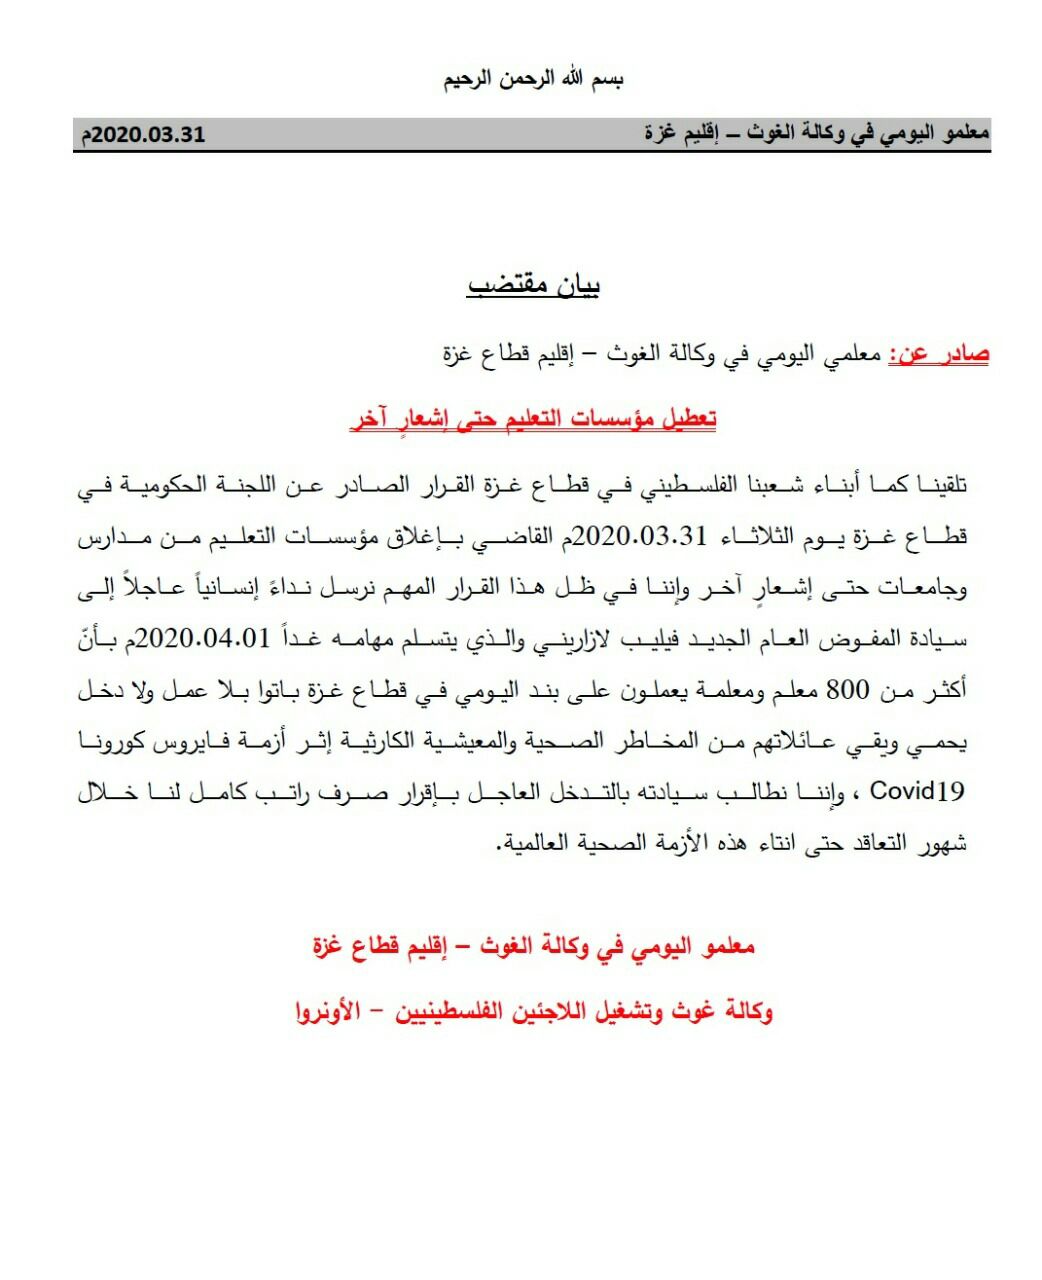 بسم الله الرحمن الرحيم
معلمو اليومي في وكالة الغوث – إقليم غزة 2020.03.31م
بيان مقتضب
صادر عن: معلمي اليومي في وكالة الغوث – إقليم قطاع غزة
تعطيل مؤسسات التعليم حتى إشعارٍ آخر
تلقينا كما أبناء شعبنا الفلسطيني في قطاع غزة القرار الصادر عن اللجنة الحكومية في
قطاع غزة يوم الثلاثاء 2020.03.31م القاضي بإغلاق مؤسسات التعليم من مدارس
وجامعات حتى إشعارٍ آخر وإننا في ظل هذا القرار المهم نرسل نداءً إنسانياً عاجلاً إلى
سيادة المفوض العام الجديد فيليب لازاريني والذي يتسلم مهامه غداً 2020.04.01م بأنّ
أكثر من 800 معلم ومعلمة يعملون على بند اليومي في قطاع غزة باتوا بلا عمل ولا دخل
يحمي ويقي عائلاتهم من المخاطر الصحية والمعيشية الكارثية إثر أزمة فايروس كورونا
Covid19 ، وإننا نطالب سيادته بالتدخل العاجل بإقرار صرف راتب كامل لنا خلال
شهور التعاقد حتى انتاء هذه الأزمة الصحية العالمية.
معلمو اليومي في وكالة الغوث – إقليم قطاع غزة
وكالة غوث وتشغيل اللاجئين الفلسطينيين – الأونروا